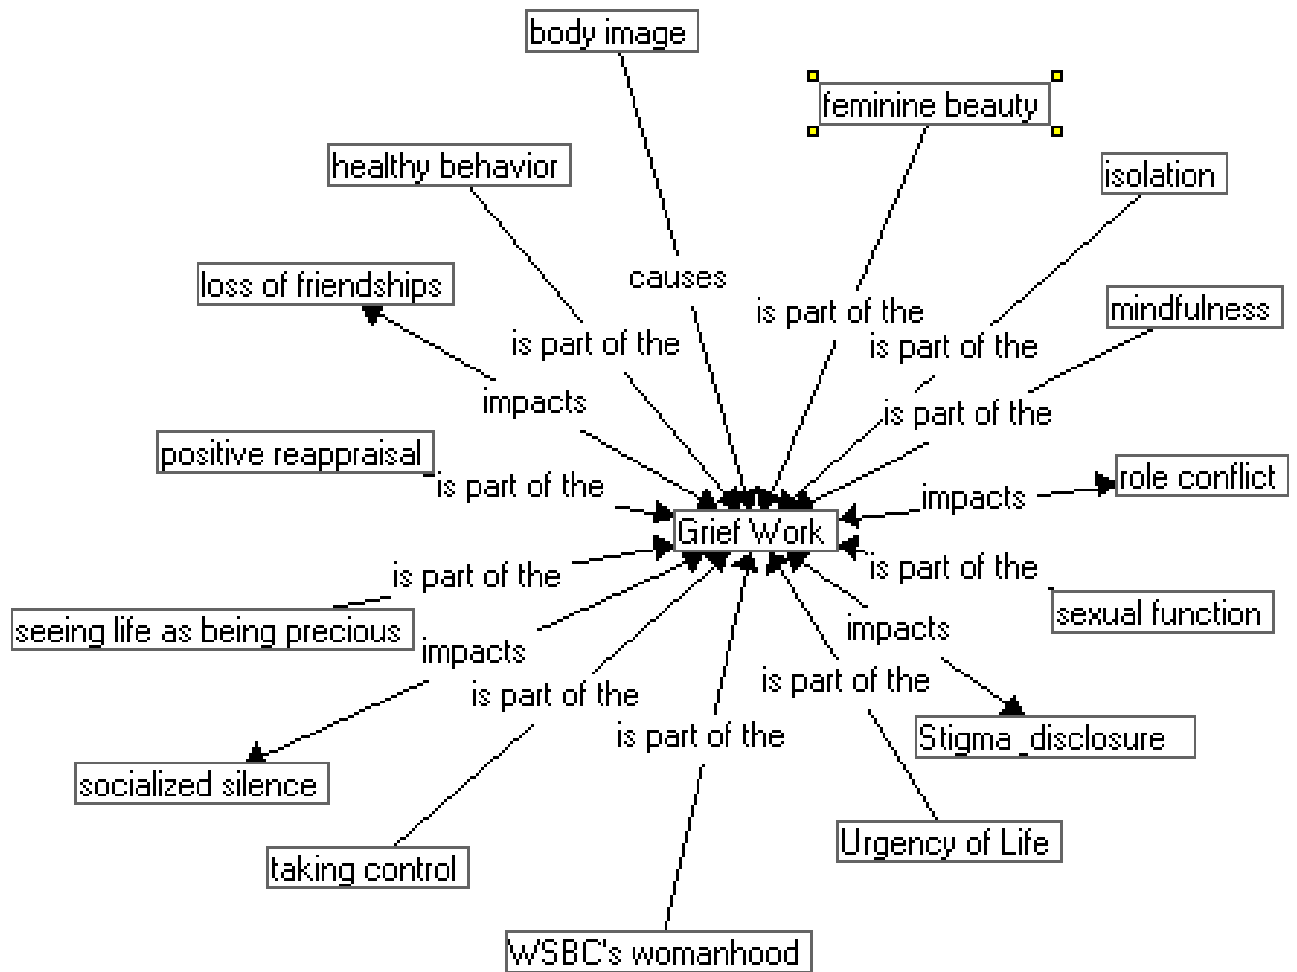 body image
feminine beauty
healthy behavior
isolation
loss of friendships
causes
mindfulness
is part of the
is part of the
is part of the
impacts
is part of the
positive reappraisal
is part of the
role conflict
impacts
Grief Work
is part of the
is part of the
seeing life as being precious
sexual function
impacts
impacts
is part of the
is part of the
is part of the
Stigma_disclosure
socialized silence
Urgency of Life
taking control
WSBC's womanhood